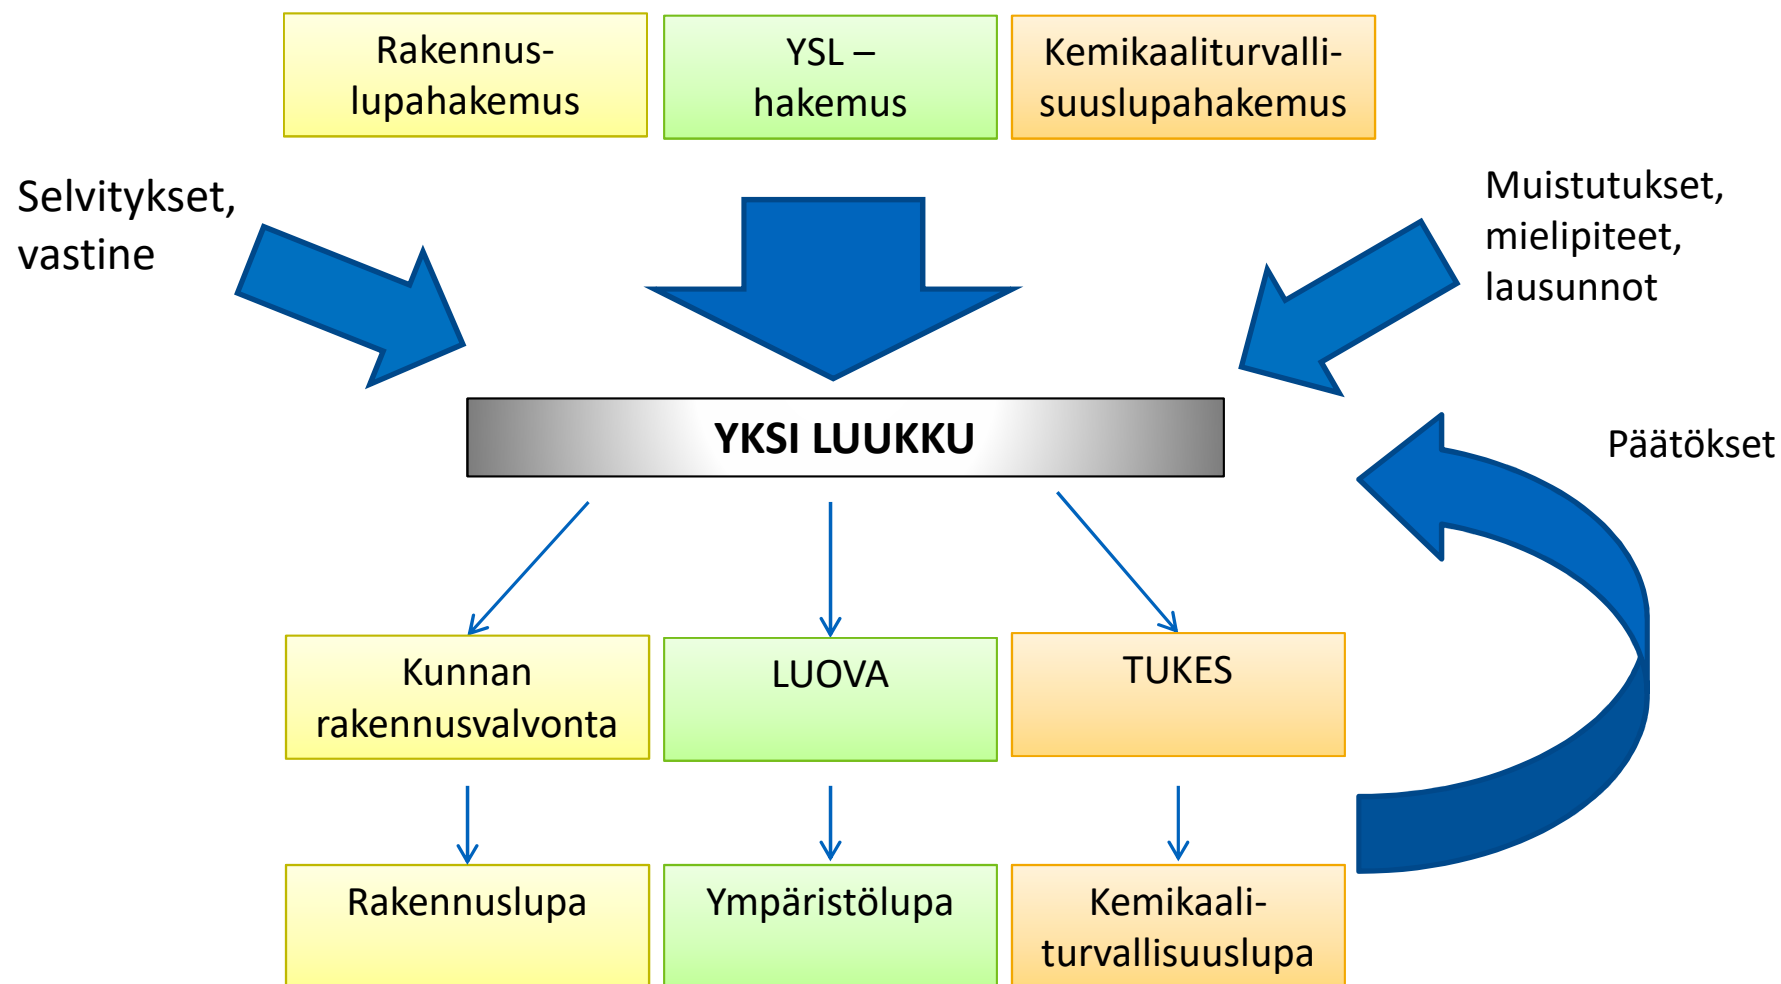 Rakennus-
lupahakemus
YSL –
hakemus
Kemikaaliturvalli-
suuslupahakemus
Selvitykset,
vastine
Muistutukset,
mielipiteet,
lausunnot
YKSI LUUKKU
Päätökset
Kunnan
rakennusvalvonta
LUOVA
TUKES
Rakennuslupa
Ympäristölupa
Kemikaali-
turvallisuuslupa